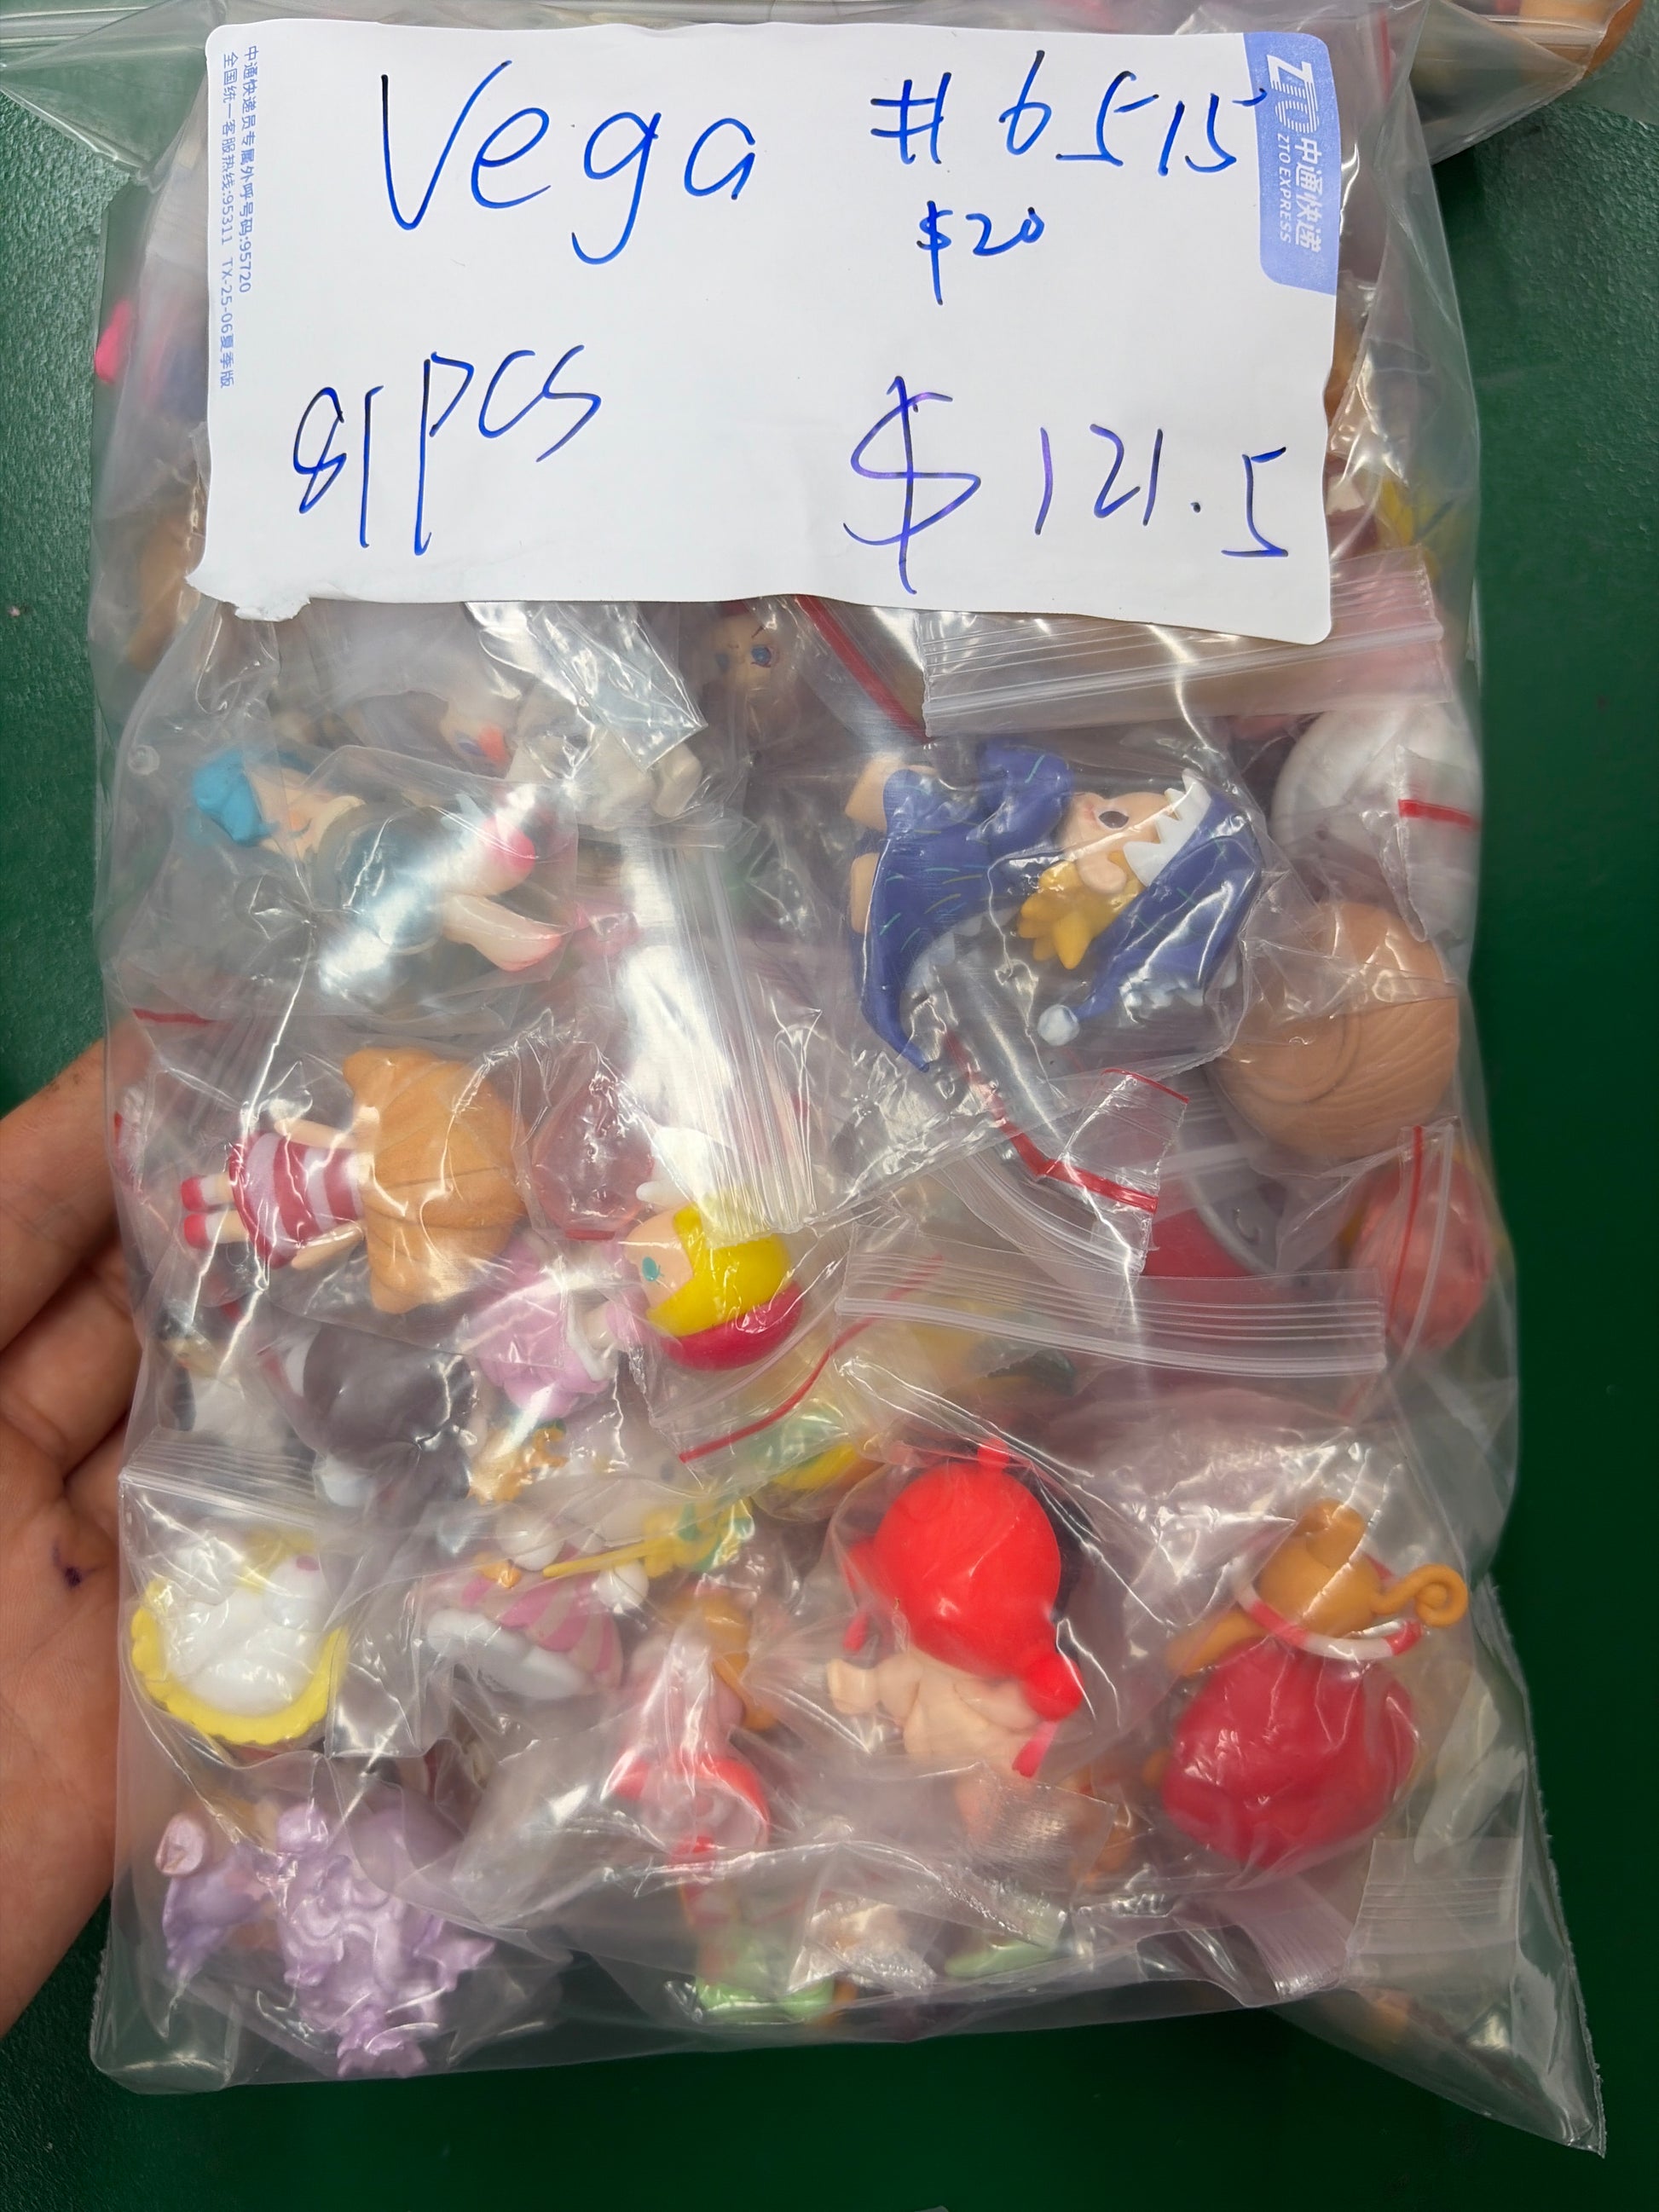 Vega #6515
$20
81pcs $121.5
中通快递
ZTO EXPRESS
中通快递员专属外呼号码:95720
全国统一客服热线:95311 TX-25-06夏季版